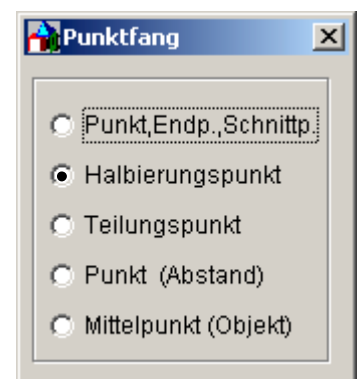 Punktfang
Punkt,Endp.,Schnittp.
Halbierungspunkt
Teilungspunkt
Punkt (Abstand)
Mittelpunkt (Objekt)